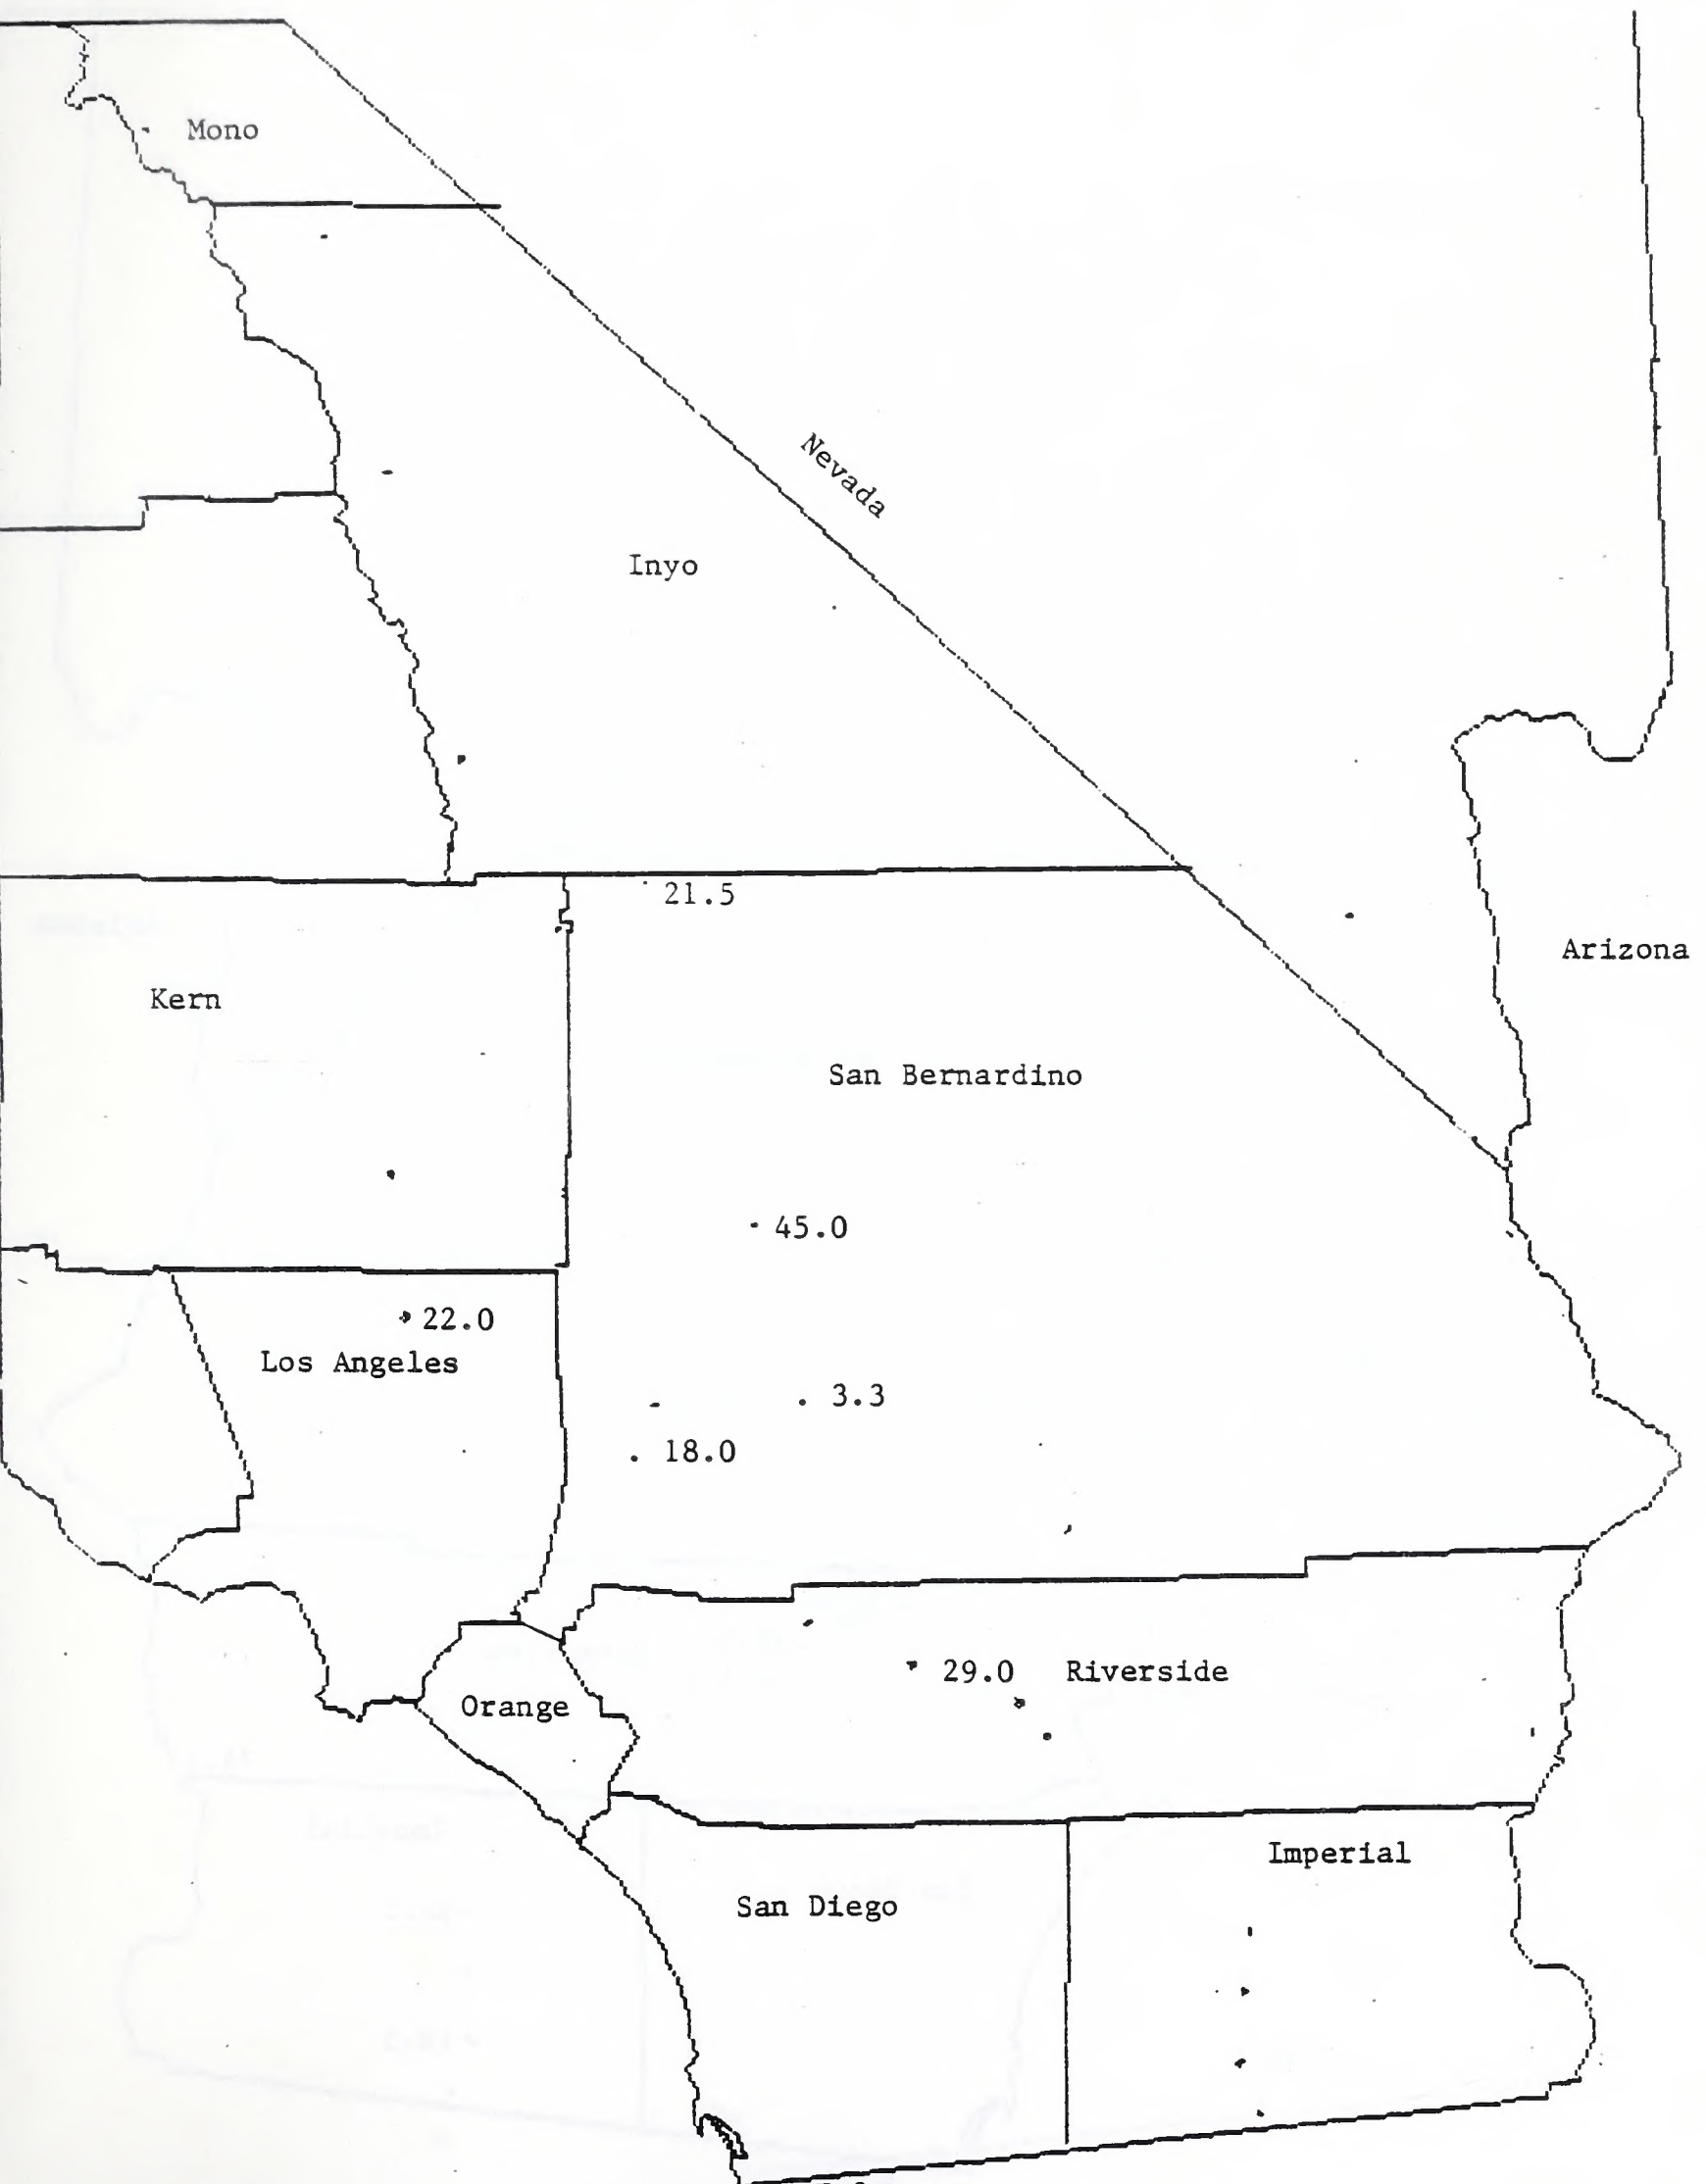 Mono
Nevada
Inyo
21.5
Arizona
Kern
San Bernardino
45.0
22.0
Los Angeles
3.3
18.0
29.0 Riverside
Orange
Imperial
San Diego